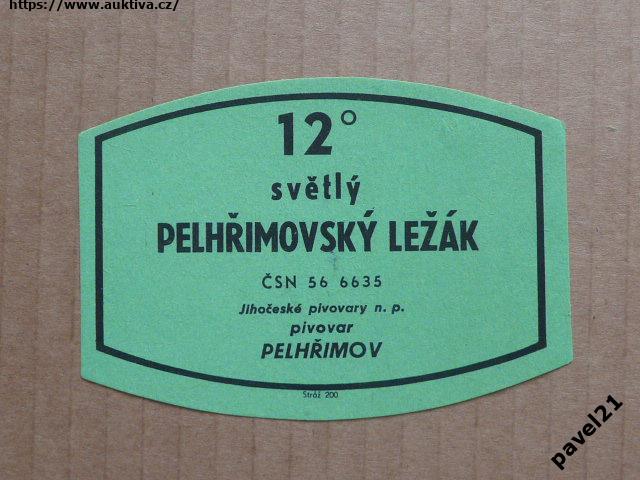 https://www.auktiva.cz/
12°
světlý
PELHŘIMOVSKÝ LEŽÁK
ČSN 56 6635
Jihočeské pivovary n. p.
pivovar
PELHŘIMOV
Stráž 200
pavel21